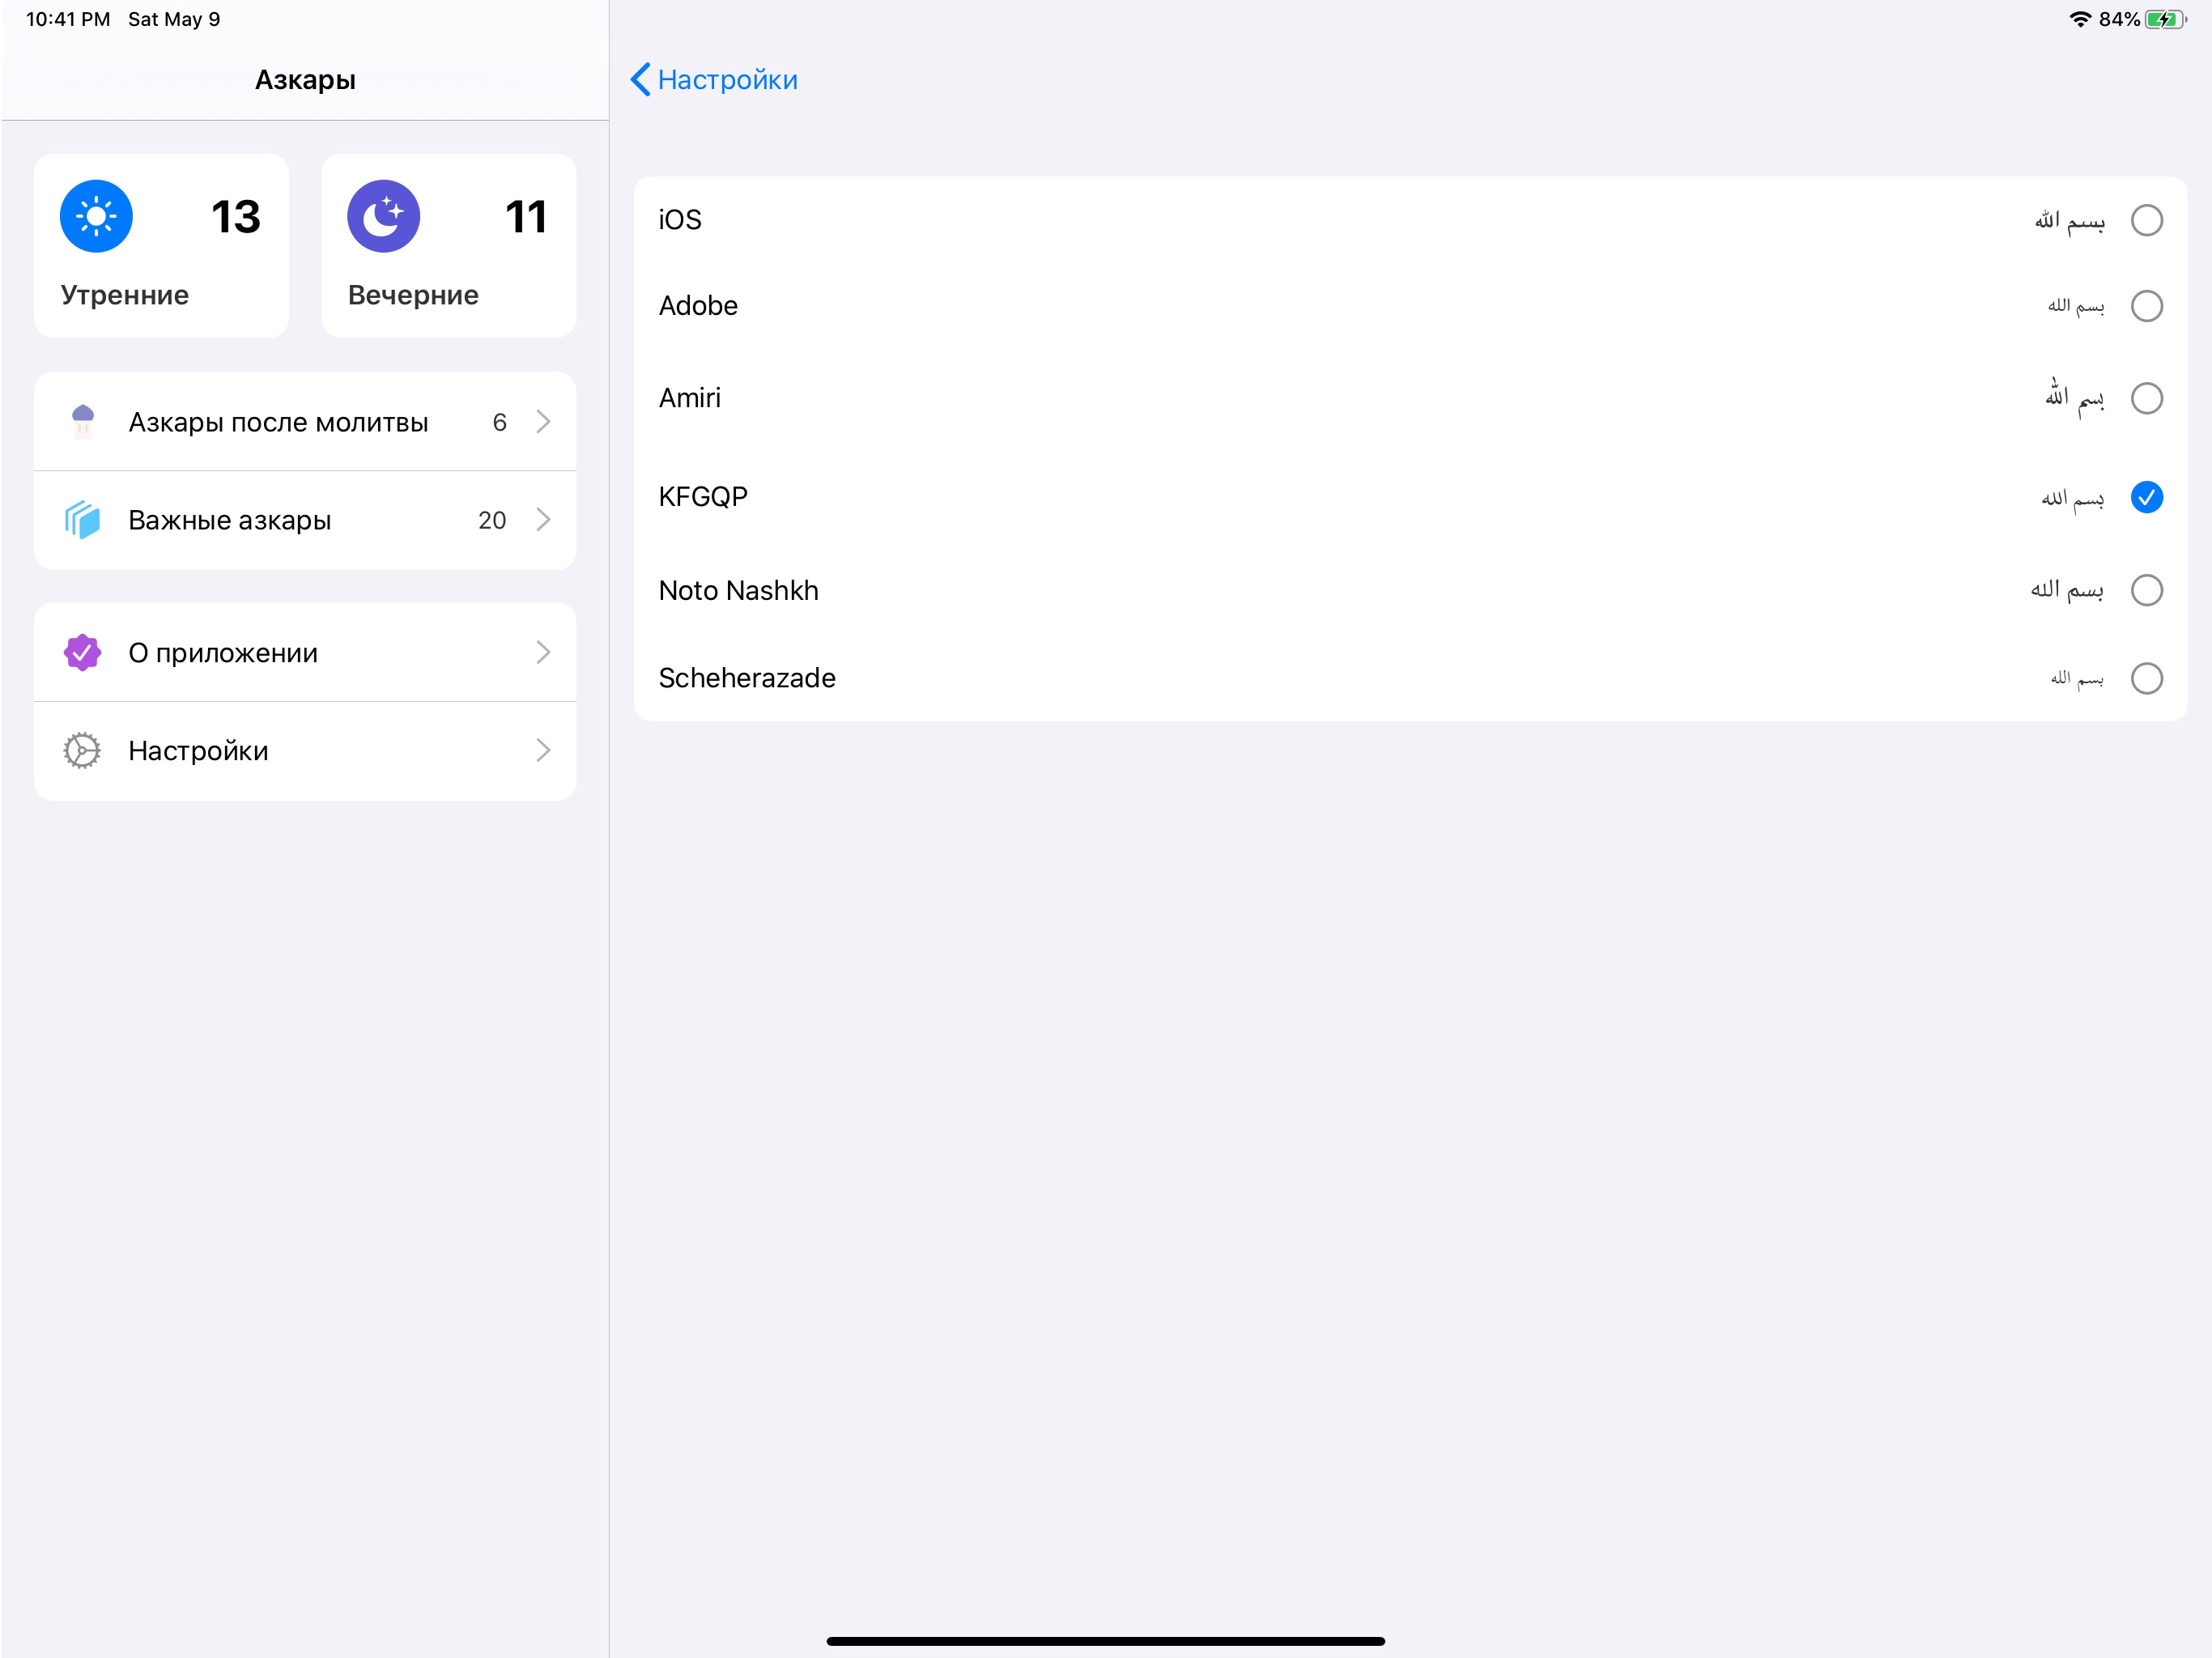 10:41 PM Sat May 9
84%
Азкары
13
Утренние
11
Вечерние
Азкары после молитвы 6
Важные азкары 20
О приложении
Настройки
Настройки
iOS بسم الله
Adobe بسم الله
Amiri بسم الله
KFGQP بسم الله
Noto Nashkh بسم الله
Scheherazade بسم الله